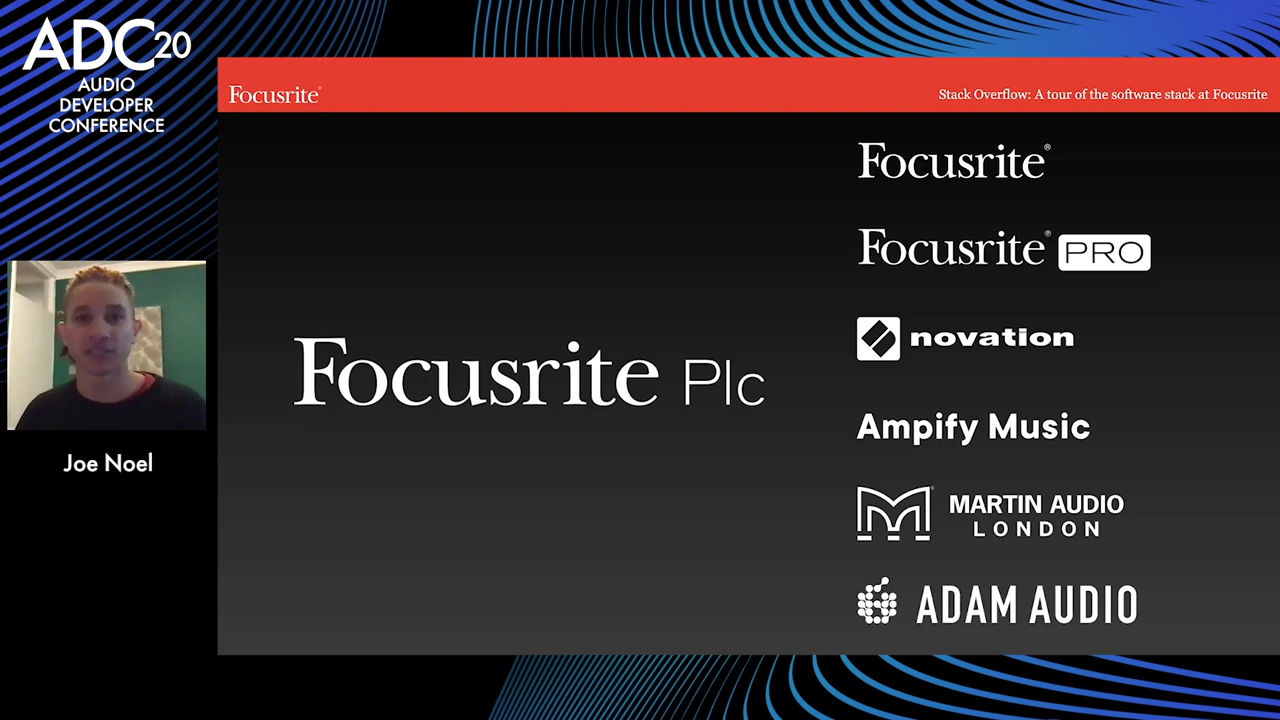 ADC20
AUDIO
DEVELOPER
CONFERENCE
Focusrite®
Stack Overflow: A tour of the software stack at Focusrite
Joe Noel
Focusrite Plc
Focusrite®
Focusrite® PRO
novation
Ampify Music
MARTIN AUDIO
LONDON
ADAM AUDIO